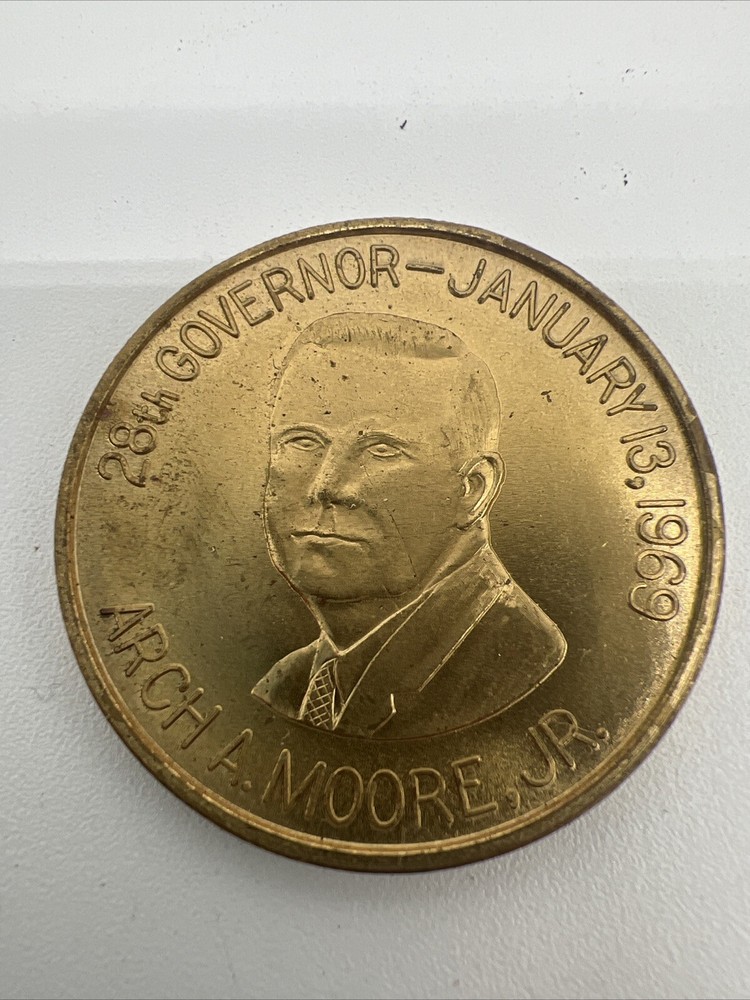 28th GOVERNOR—JANUARY 13, 1969
ARCH A. MOORE, JR.